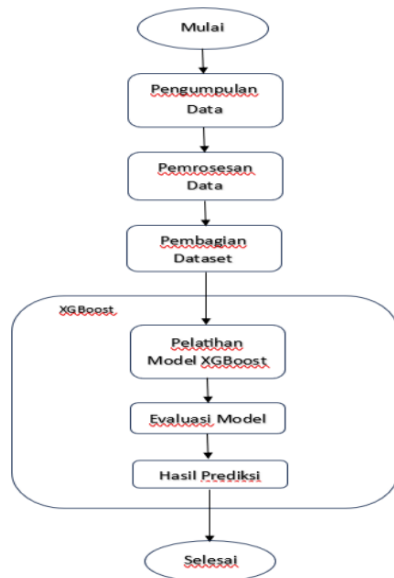 Mulai
Pengumpulan
Data
Pemrosesan
Data
Pembagian
Dataset
XGBoost
Pelatihan
Model XGBoost
Evaluasi Model
Hasil Prediksi
Selesai